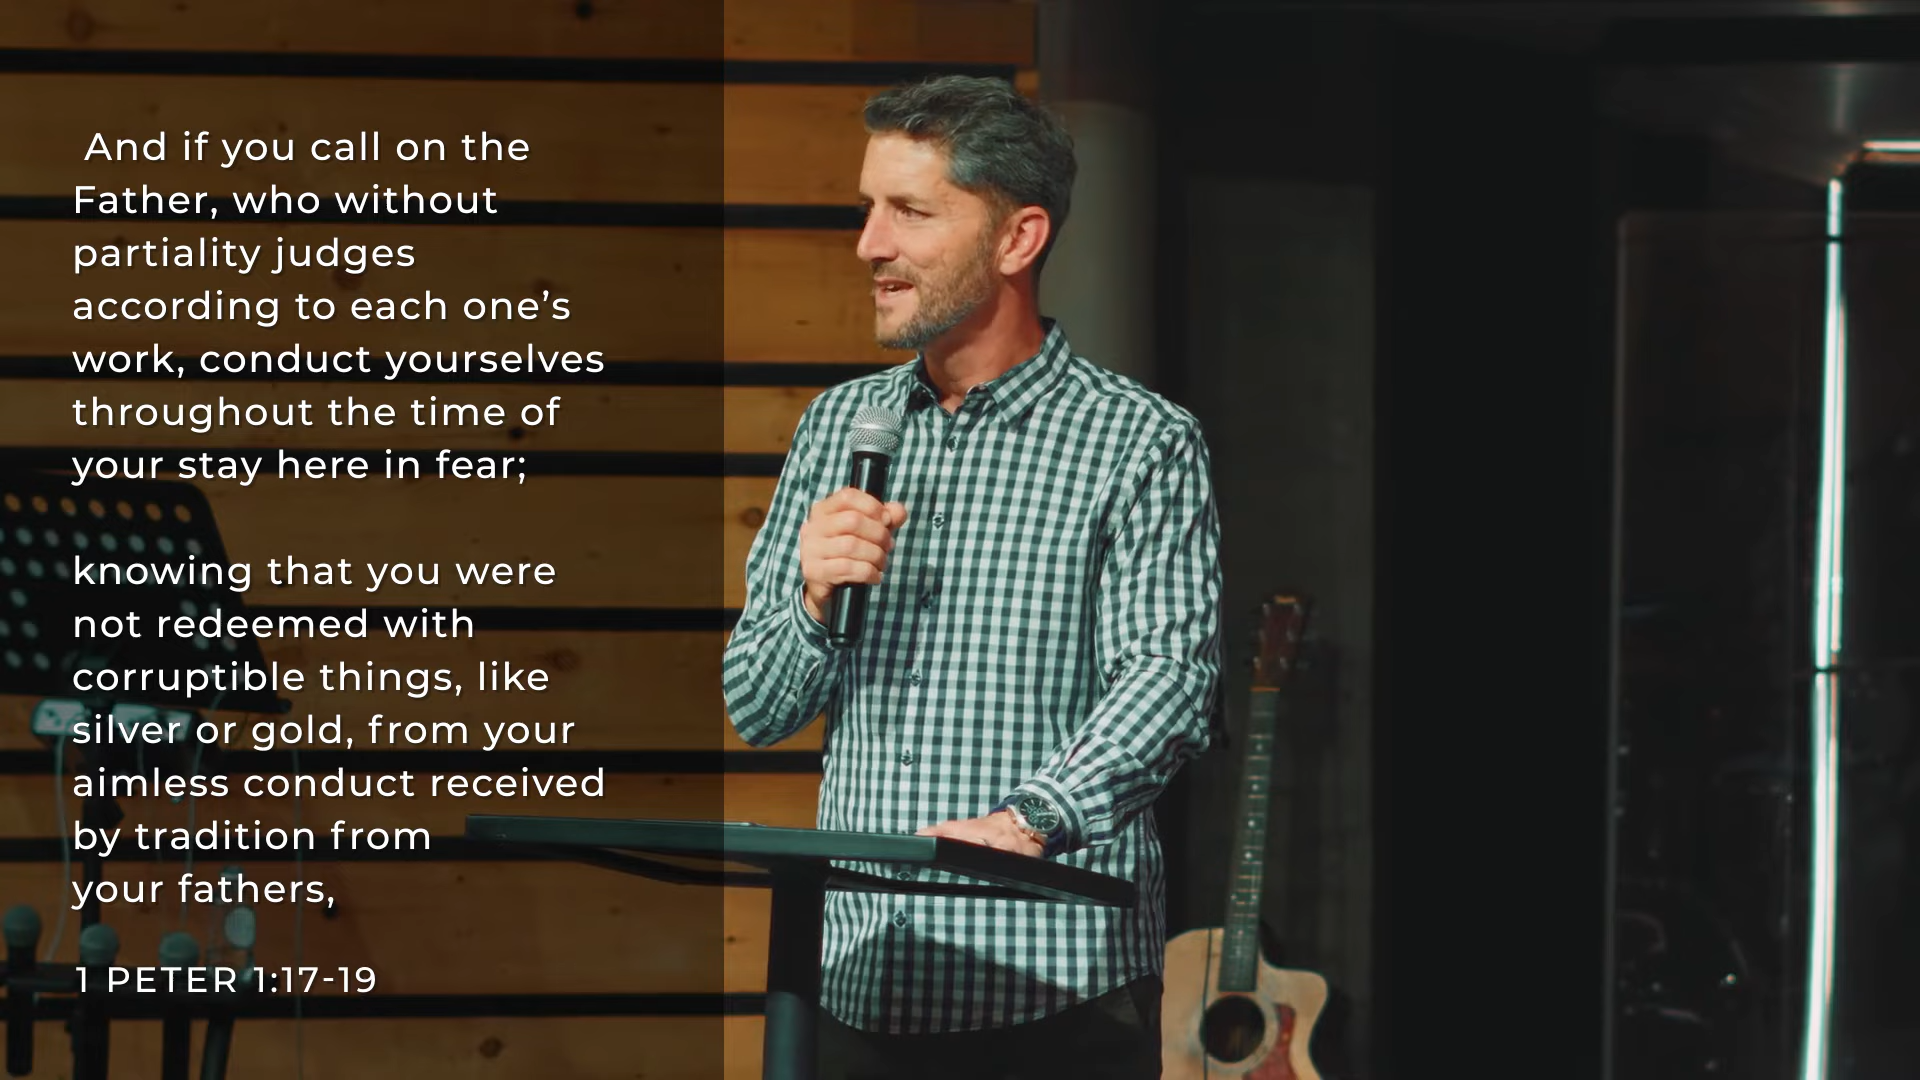 And if you call on the
Father, who without
partiality judges
according to each one’s
work, conduct yourselves
throughout the time of
your stay here in fear;
knowing that you were
not redeemed with
corruptible things, like
silver or gold, from your
aimless conduct received
by tradition from
your fathers,
1 PETER 1:17-19